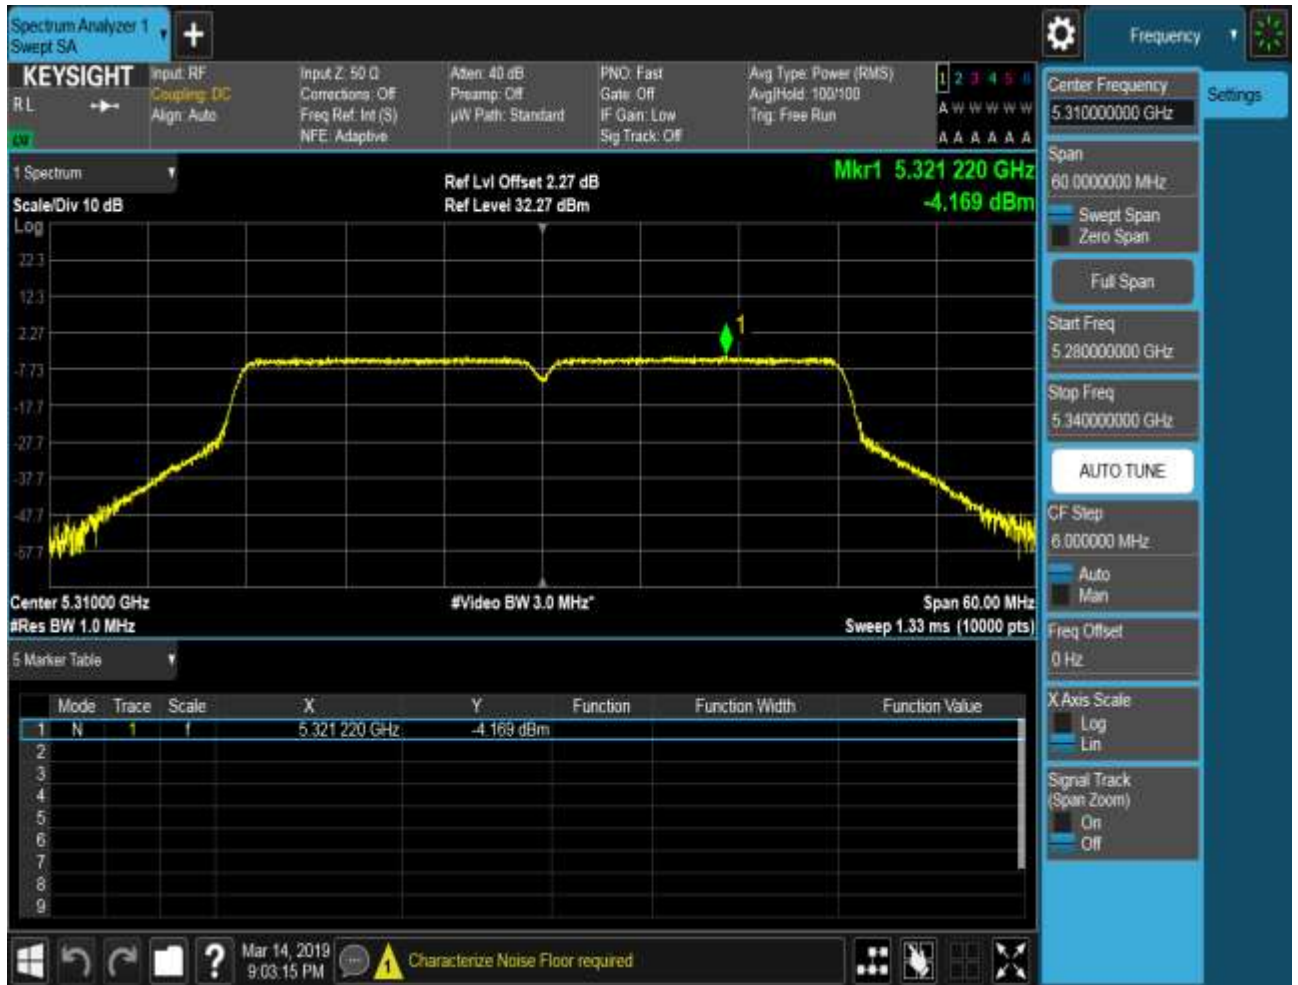 Spectrum Analyzer 1
Swept SA
+
Frequency
KEYSIGHT
RL
Input: RF
Coupling: DC
Align: Auto
Input Z: 50 Ω
Corrections: Off
Freq Ref: Int (S)
NFE: Adaptive
Atten: 40 dB
Preamp: Off
µW Path: Standard
PNO: Fast
Gate: Off
IF Gain: Low
Sig Track: Off
Avg Type: Power (RMS)
Avg|Hold: 100/100
Trig: Free Run
1 2 3 4 5 6
A W W W W W
A A A A A A
1 Spectrum
Scale/Div 10 dB
Ref Lvl Offset 2.27 dB
Ref Level 32.27 dBm
Mkr1 5.321 220 GHz
-4.169 dBm
Log
22.3
12.3
2.27
-7.73
-17.7
-27.7
-37.7
-47.7
-57.7
1
Center 5.31000 GHz
#Res BW 1.0 MHz
#Video BW 3.0 MHz*
Span 60.00 MHz
Sweep 1.33 ms (10000 pts)
5 Marker Table
Mode Trace Scale X Y Function Function Width Function Value
1 N 1 f 5.321 220 GHz -4.169 dBm
2
3
4
5
6
7
8
9
Mar 14, 2019
9:03:15 PM
1
Characterize Noise Floor required
Center Frequency
5.310000000 GHz
Settings
Span
60.0000000 MHz
Swept Span
Zero Span
Full Span
Start Freq
5.280000000 GHz
Stop Freq
5.340000000 GHz
AUTO TUNE
CF Step
6.000000 MHz
Auto
Man
Freq Offset
0 Hz
X Axis Scale
Log
Lin
Signal Track
(Span Zoom)
On
Off